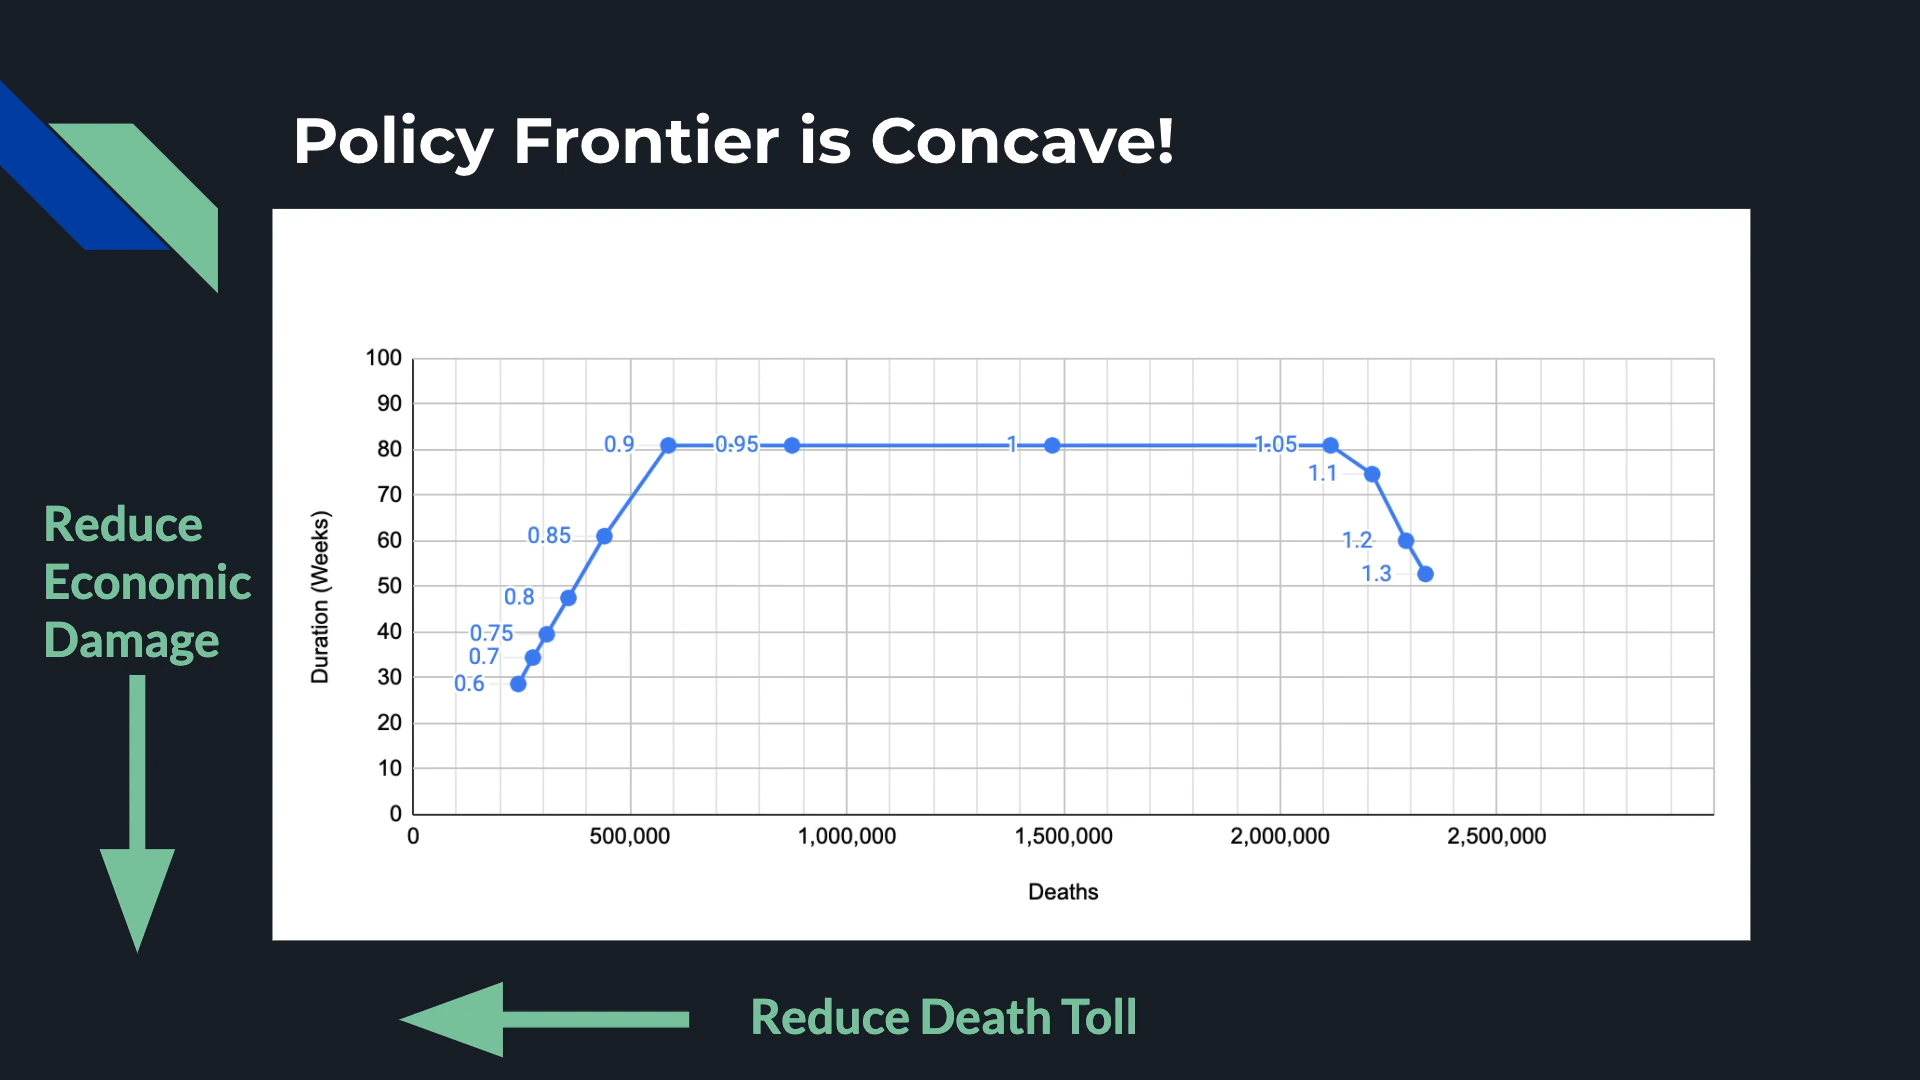 Policy Frontier is Concave!
Reduce
Economic
Damage
Duration (Weeks)
100
90
80
70
60
50
40
30
20
10
0
0.6
0.7
0.75
0.8
0.85
0.9
0.95
1
1.05
1.1
1.2
1.3
0 500,000 1,000,000 1,500,000 2,000,000 2,500,000
Deaths
Reduce Death Toll